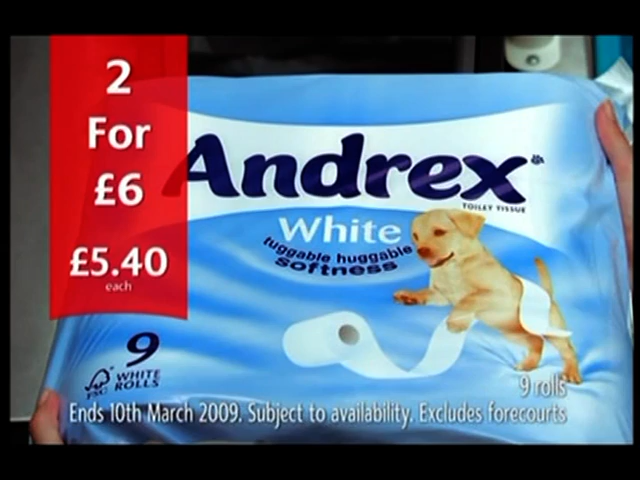 2
For
£6
£5.40
each
Andrex
TOILET TISSUE
White
tuggable huggable
softness
9
WHITE
ROLLS
FSC
9 rolls
Ends 10th March 2009. Subject to availability. Excludes forecourts